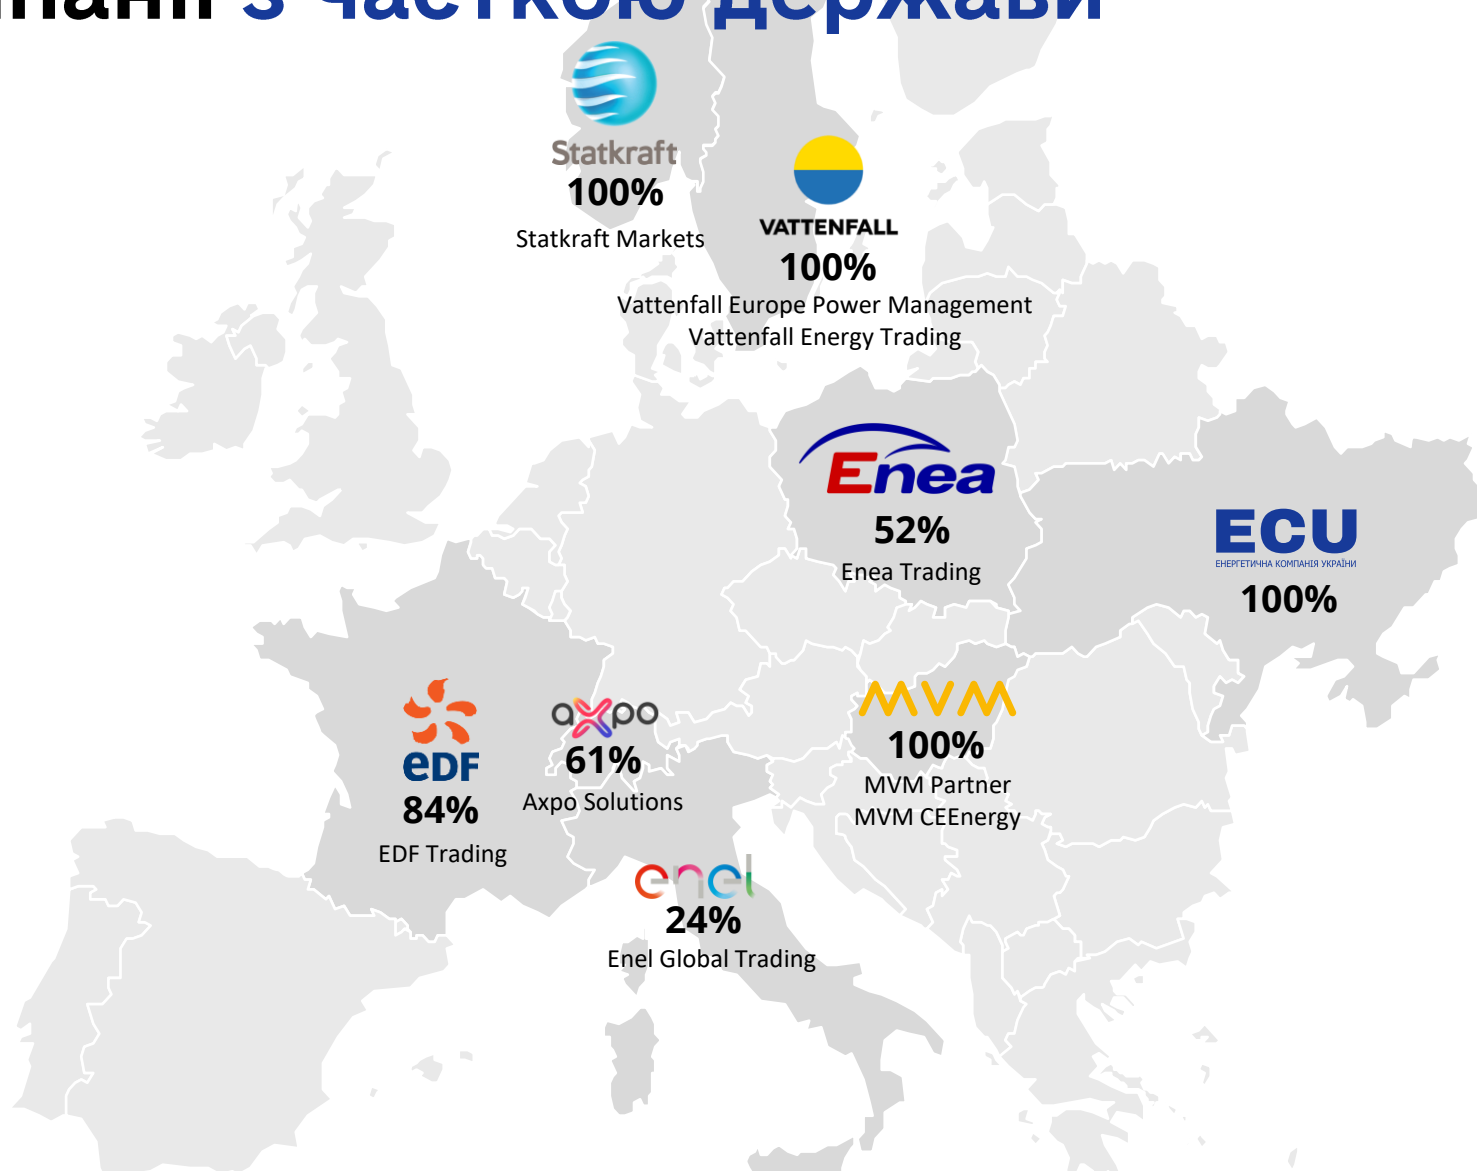 з часткою держави
Statkraft
100%
Statkraft Markets
VATTENFALL
100%
Vattenfall Europe Power Management
Vattenfall Energy Trading
Enea
52%
Enea Trading
ECU
ЕНЕРГЕТИЧНА КОМПАНІЯ УКРАЇНИ
100%
eDF
84%
EDF Trading
axpo
61%
Axpo Solutions
MVM
100%
MVM Partner
MVM CEEnergy
enel
24%
Enel Global Trading